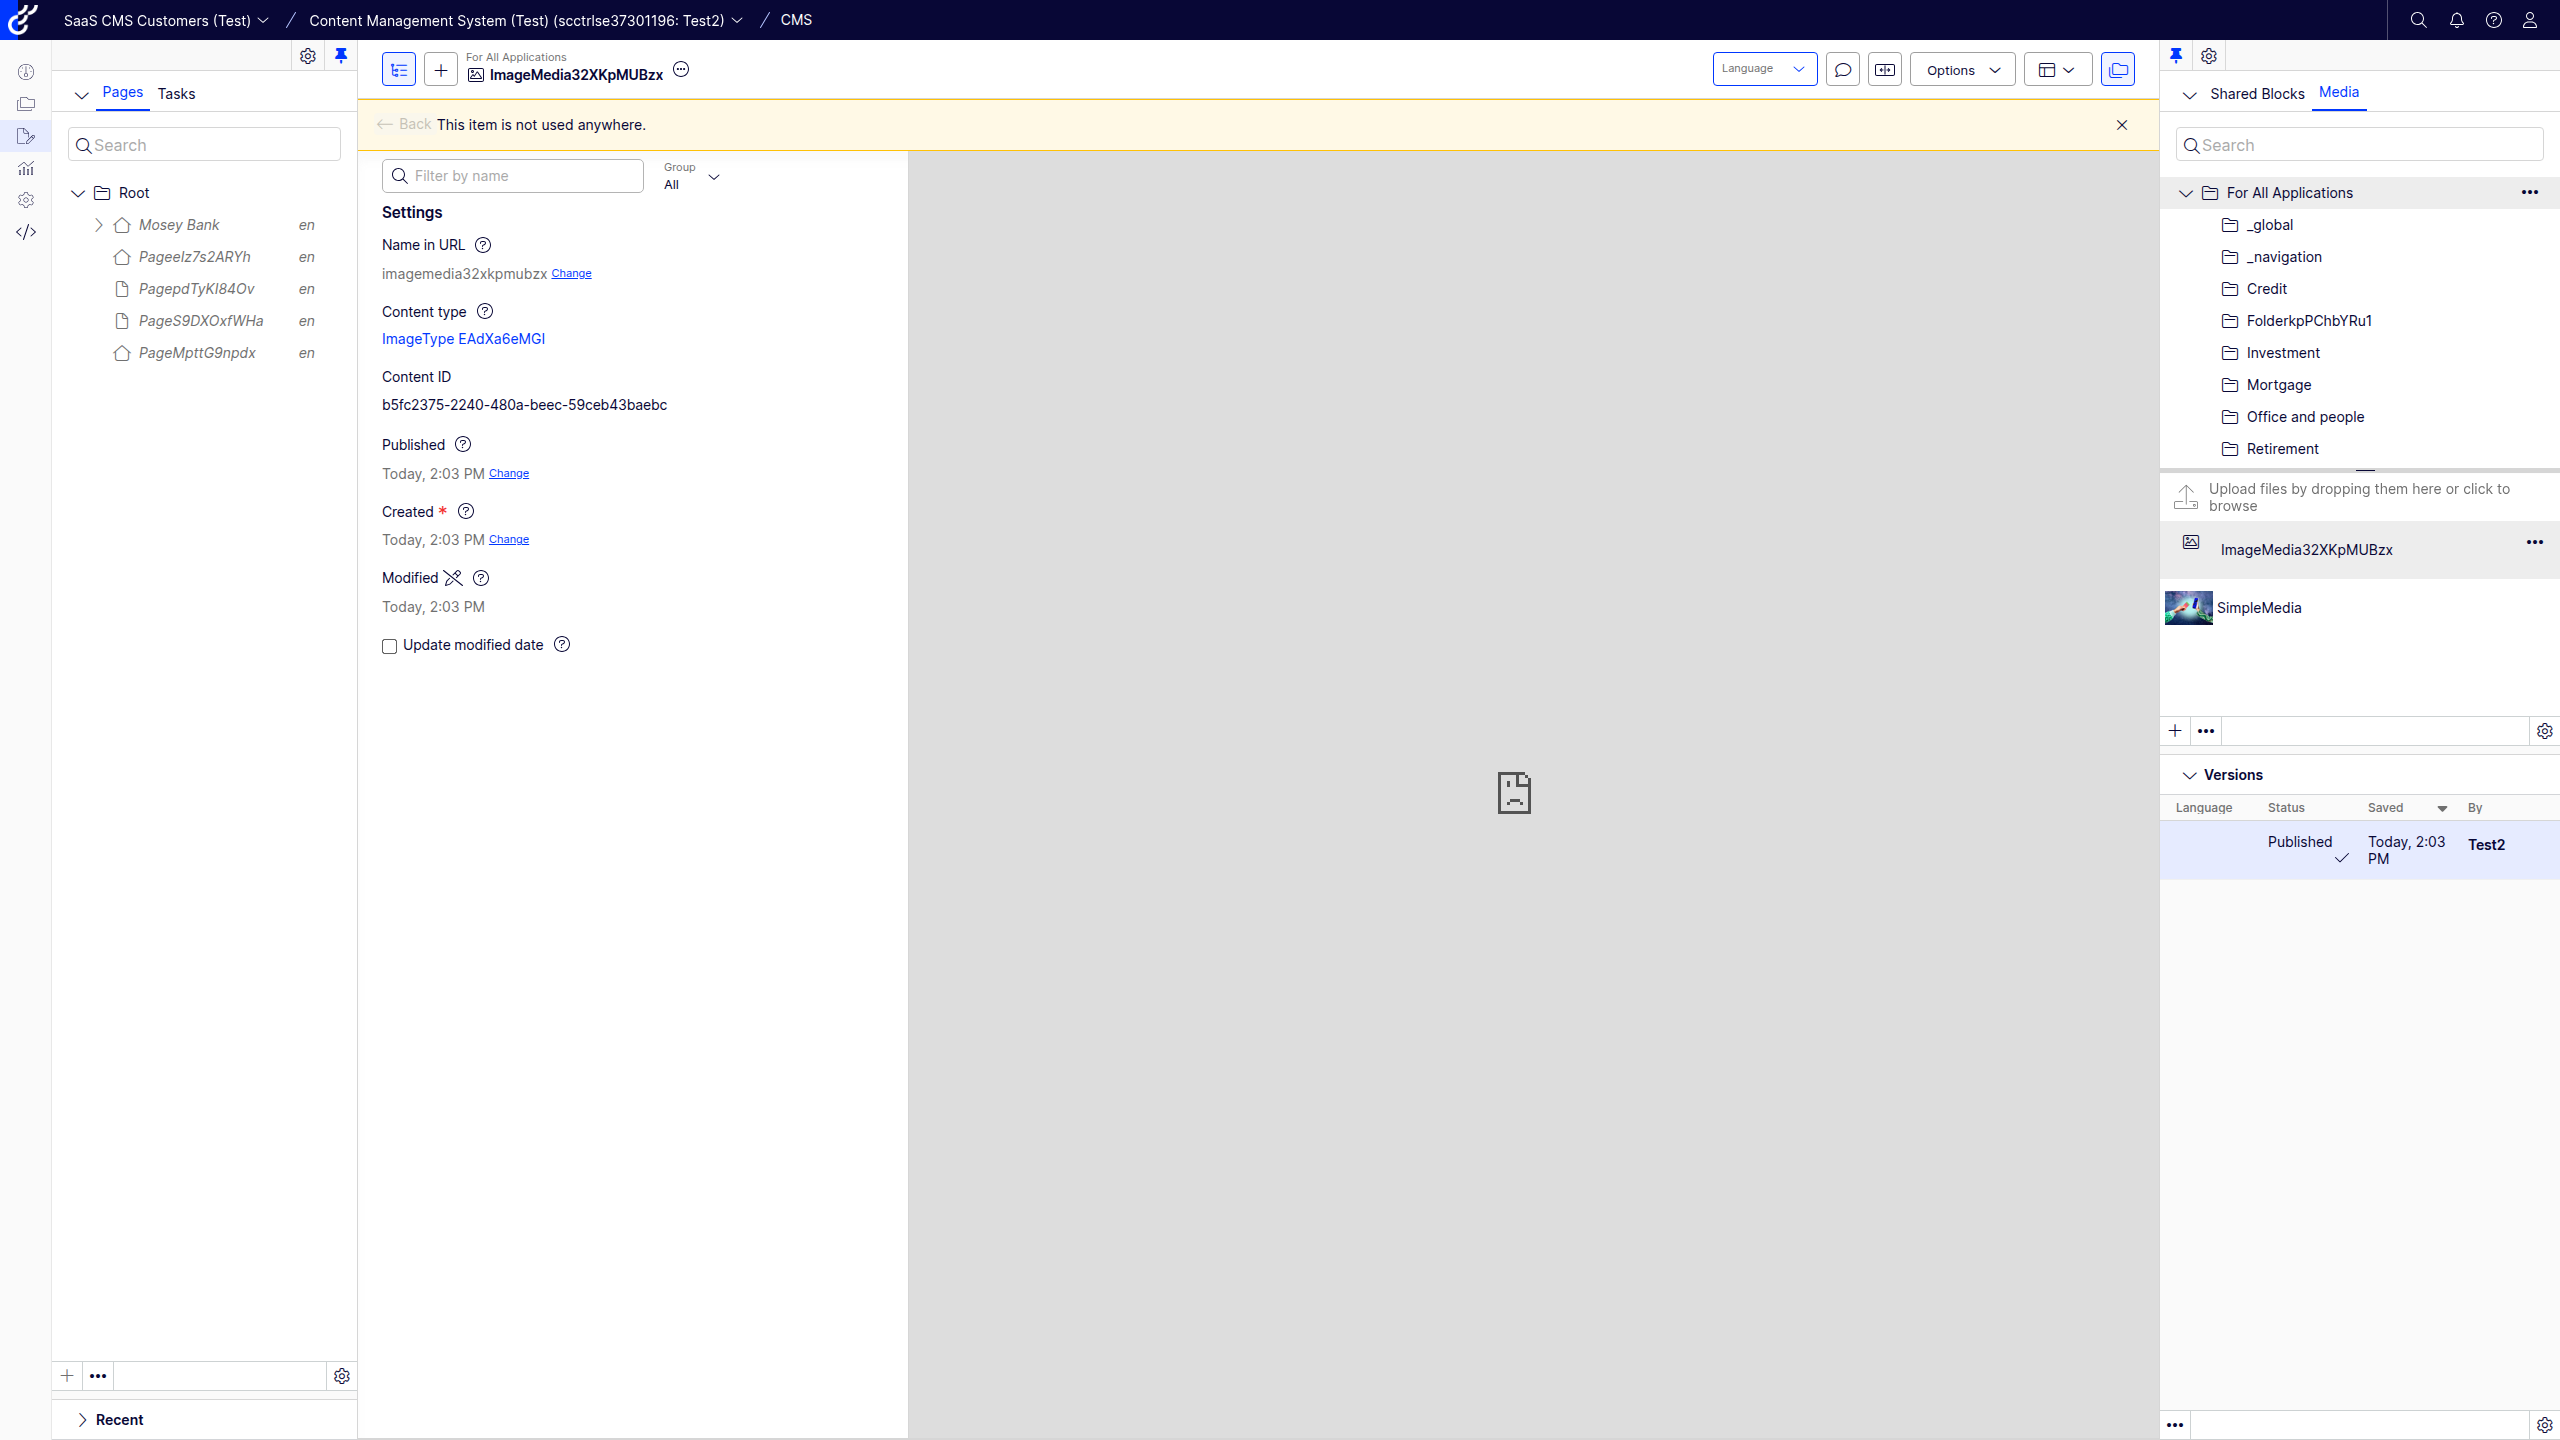 SaaS CMS Customers (Test)
Content Management System (Test) (scctrlse37301196: Test2)
CMS
Pages
Tasks
Search
Root
Mosey Bank
en
PageeIz7s2ARYh
en
PagepdTyKI84Ov
en
PageS9DXOxfWHa
en
PageMpttG9npdx
en
Recent
For All Applications
ImageMedia32XKpMUBzx
Language
Options
Back
This item is not used anywhere.
Filter by name
Group
All
Settings
Name in URL
imagemedia32xkpmubzx Change
Content type
ImageType EAdXa6eMGI
Content ID
b5fc2375-2240-480a-beec-59ceb43baebc
Published
Today, 2:03 PM Change
Created *
Today, 2:03 PM Change
Modified
Today, 2:03 PM
Update modified date
Shared Blocks
Media
Search
For All Applications
_global
_navigation
Credit
FolderkpPChbYRu1
Investment
Mortgage
Office and people
Retirement
Upload files by dropping them here or click to
browse
ImageMedia32XKpMUBzx
SimpleMedia
Versions
Language Status Saved By
Published Today, 2:03 Test2
PM